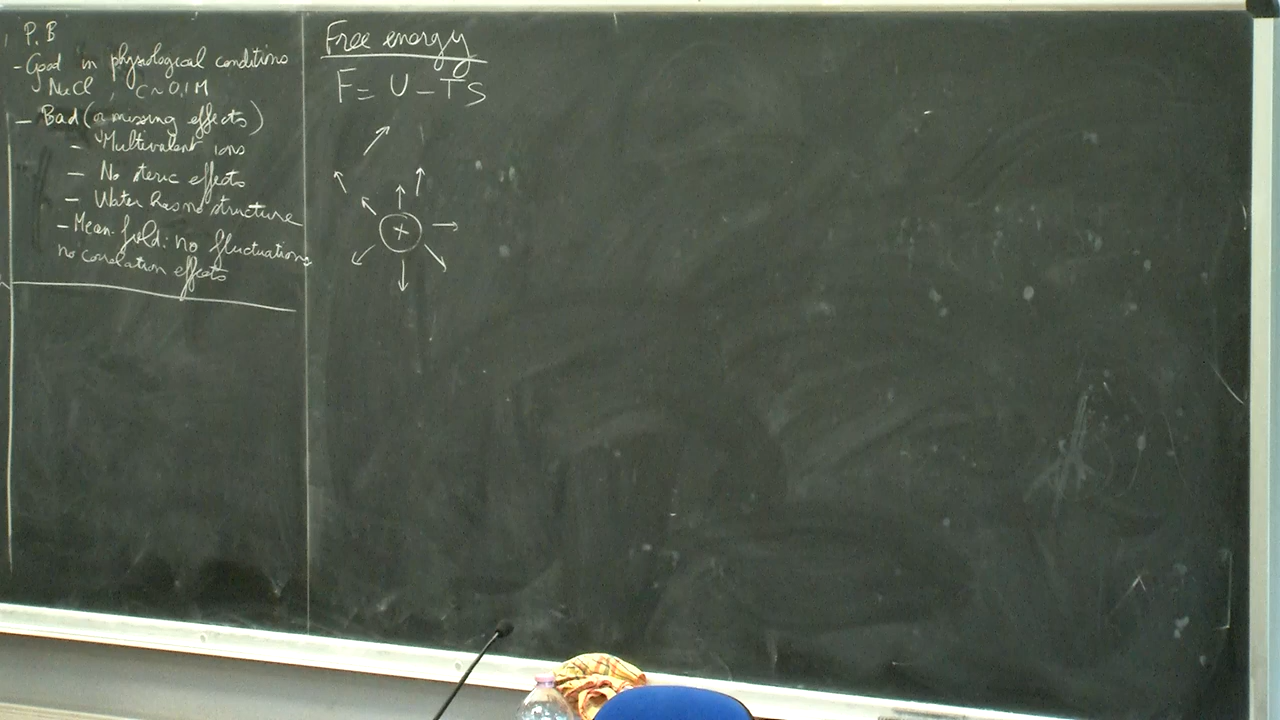 P.B
- Good in physiological conditions
NaCl, C ~ 0,1 M
- Bad (or missing effects)
- Multivalent ions
- No steric effects
- Water has no structure
- Mean field: no fluctuations
no correlation effects
Free energy
F = U - TS
+